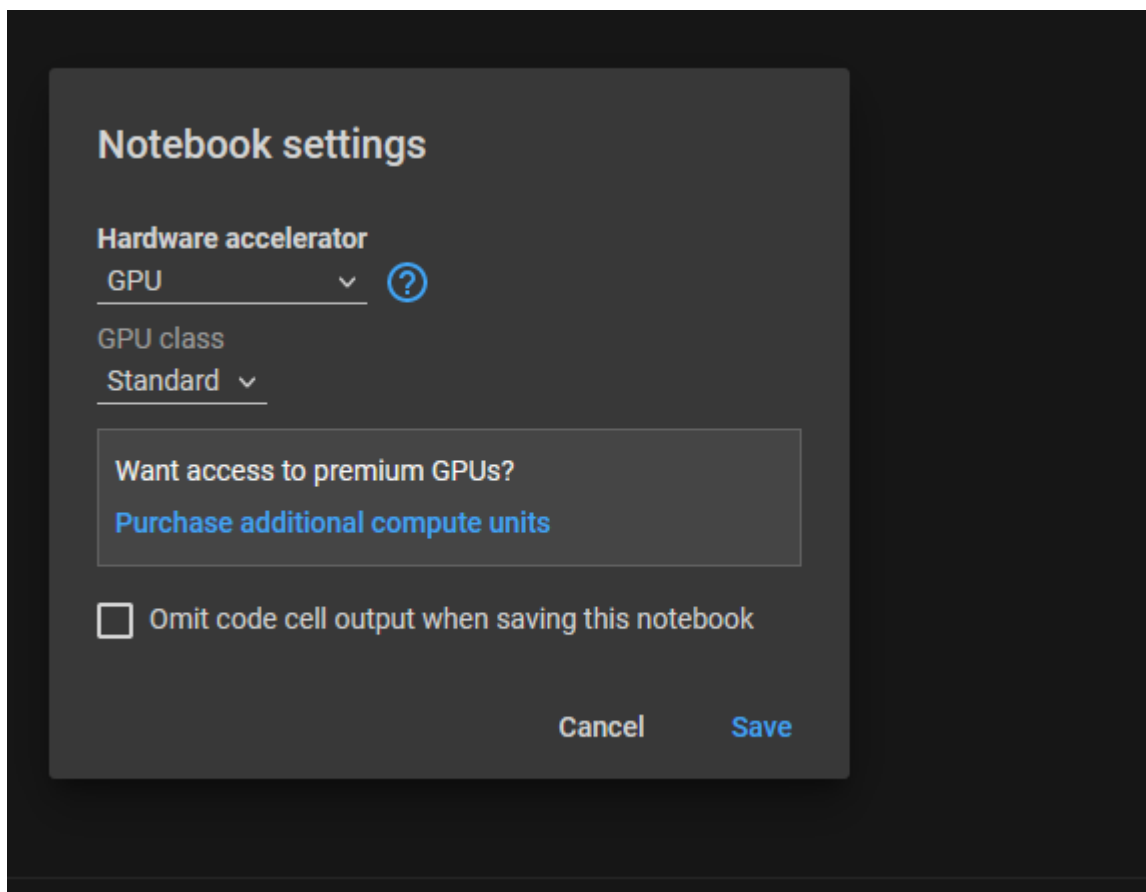 Notebook settings
Hardware accelerator
GPU
GPU class
Standard
Want access to premium GPUs?
Purchase additional compute units
Omit code cell output when saving this notebook
Cancel Save